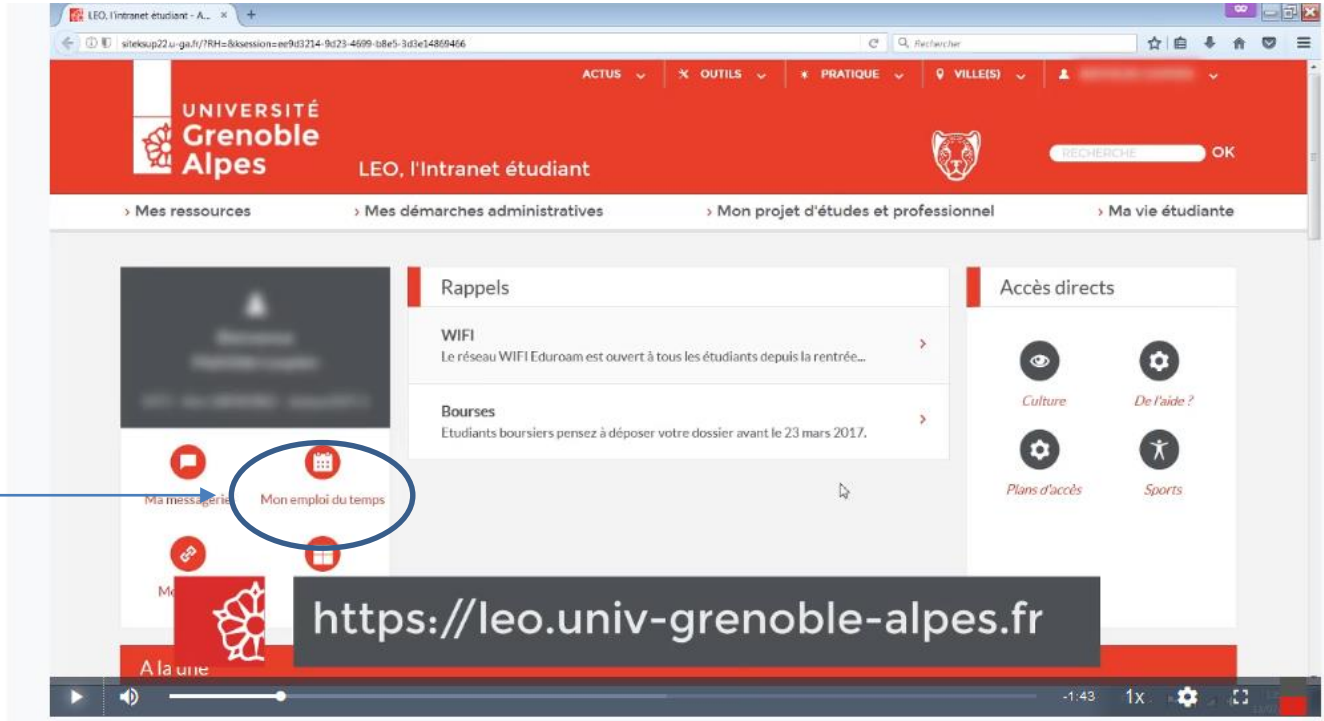 LEO, l'intranet étudiant - A...
siteksup22.u-ga.fr/?RH=&ksession=ee9d3214-9d23-4699-b8e5-3d3e14869466
Rechercher
ACTUS OUTILS PRATIQUE VILLE(S)
UNIVERSITÉ
Grenoble
Alpes
LEO, l'Intranet étudiant
RECHERCHE OK
› Mes ressources › Mes démarches administratives › Mon projet d'études et professionnel › Ma vie étudiante
Rappels
WIFI
Le réseau WIFI Eduroam est ouvert à tous les étudiants depuis la rentrée...
Bourses
Etudiants boursiers pensez à déposer votre dossier avant le 23 mars 2017.
Accès directs
Culture De l'aide ?
Plans d'accès Sports
Ma messagerie Mon emploi du temps
https://leo.univ-grenoble-alpes.fr
A la une
-1:43 1x